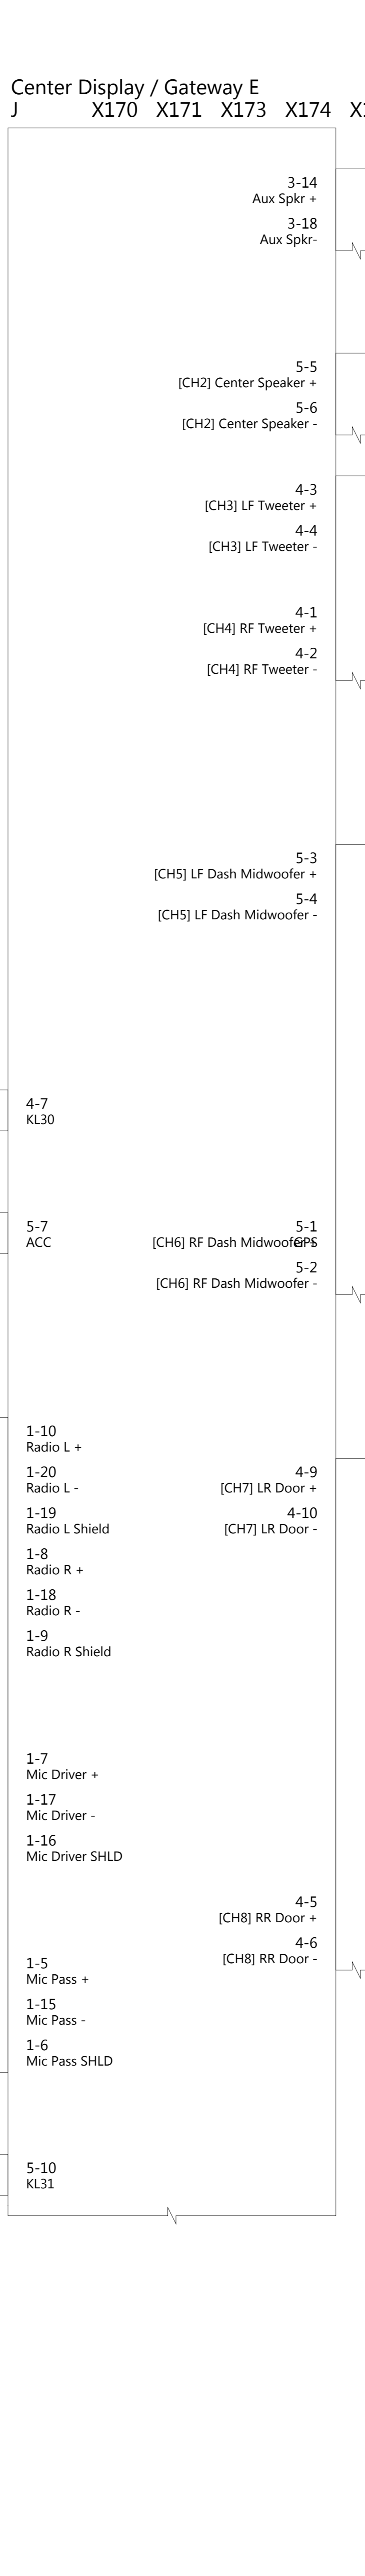 Center Display / Gateway E
J X170 X171 X173 X174
3-14
Aux Spkr +
3-18
Aux Spkr-
5-5
[CH2] Center Speaker +
5-6
[CH2] Center Speaker -
4-3
[CH3] LF Tweeter +
4-4
[CH3] LF Tweeter -
4-1
[CH4] RF Tweeter +
4-2
[CH4] RF Tweeter -
5-3
[CH5] LF Dash Midwoofer +
5-4
[CH5] LF Dash Midwoofer -
4-7
KL30
5-7 5-1
ACC [CH6] RF Dash Midwoofer + GPS
5-2
[CH6] RF Dash Midwoofer -
1-10
Radio L +
1-20 4-9
Radio L - [CH7] LR Door +
1-19 4-10
Radio L Shield [CH7] LR Door -
1-8
Radio R +
1-18
Radio R -
1-9
Radio R Shield
1-7
Mic Driver +
1-17
Mic Driver -
1-16
Mic Driver SHLD
4-5
[CH8] RR Door +
4-6
[CH8] RR Door -
1-5
Mic Pass +
1-15
Mic Pass -
1-6
Mic Pass SHLD
5-10
KL31